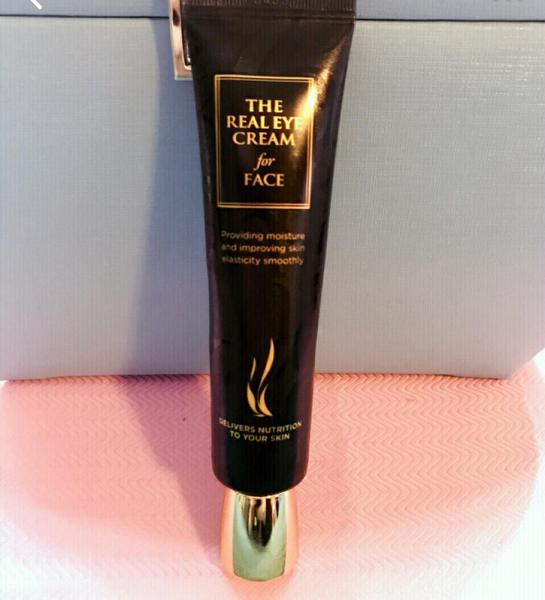 THE
REAL EYE
CREAM
for
FACE
Providing moisture
and improving skin
elasticity smoothly
DELIVERS NUTRITION
TO YOUR SKIN